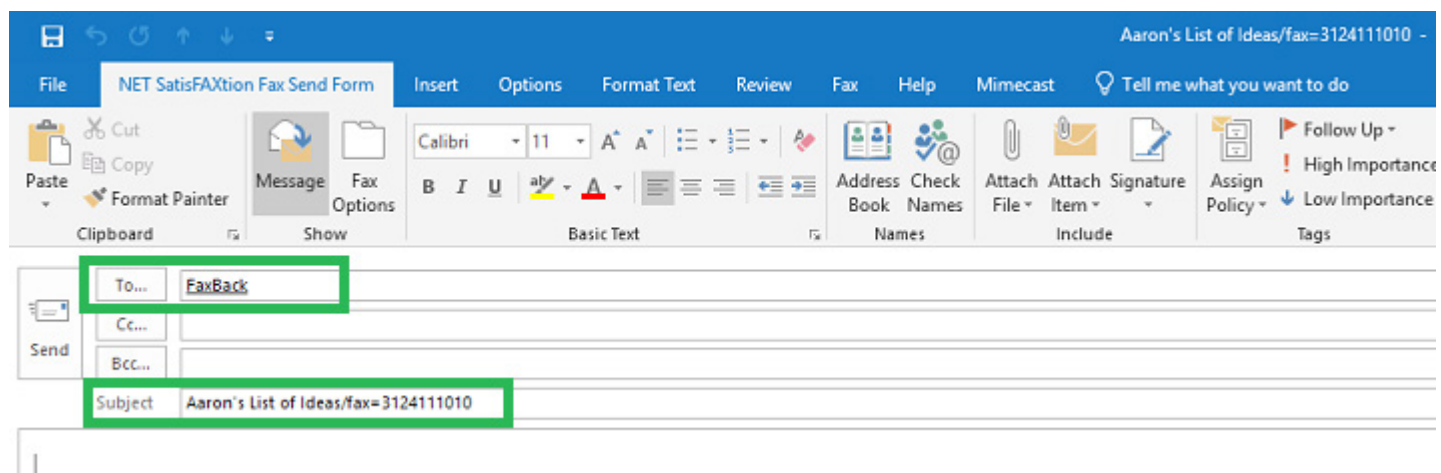 Aaron's List of Ideas/fax=3124111010 -
File NET SatisFAXtion Fax Send Form Insert Options Format Text Review Fax Help Mimecast Tell me what you want to do
Paste
Cut
Copy
Format Painter
Clipboard
Message
Fax Options
Show
Calibri 11
B I U
Basic Text
Address Book
Check Names
Names
Attach File
Attach Item
Signature
Include
Assign Policy
Follow Up
High Importance
Low Importance
Tags
Send
To... FaxBack
Cc...
Bcc...
Subject Aaron's List of Ideas/fax=3124111010